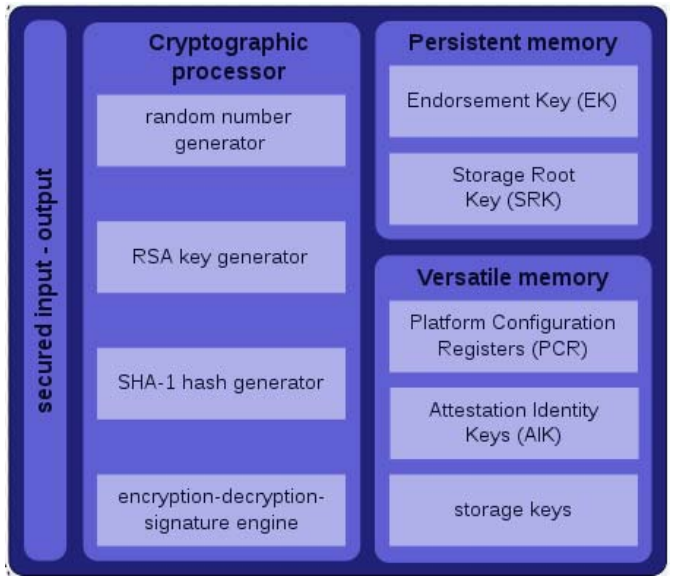 secured input - output
Cryptographic
processor
random number
generator
RSA key generator
SHA-1 hash generator
encryption-decryption-
signature engine
Persistent memory
Endorsement Key (EK)
Storage Root
Key (SRK)
Versatile memory
Platform Configuration
Registers (PCR)
Attestation Identity
Keys (AIK)
storage keys